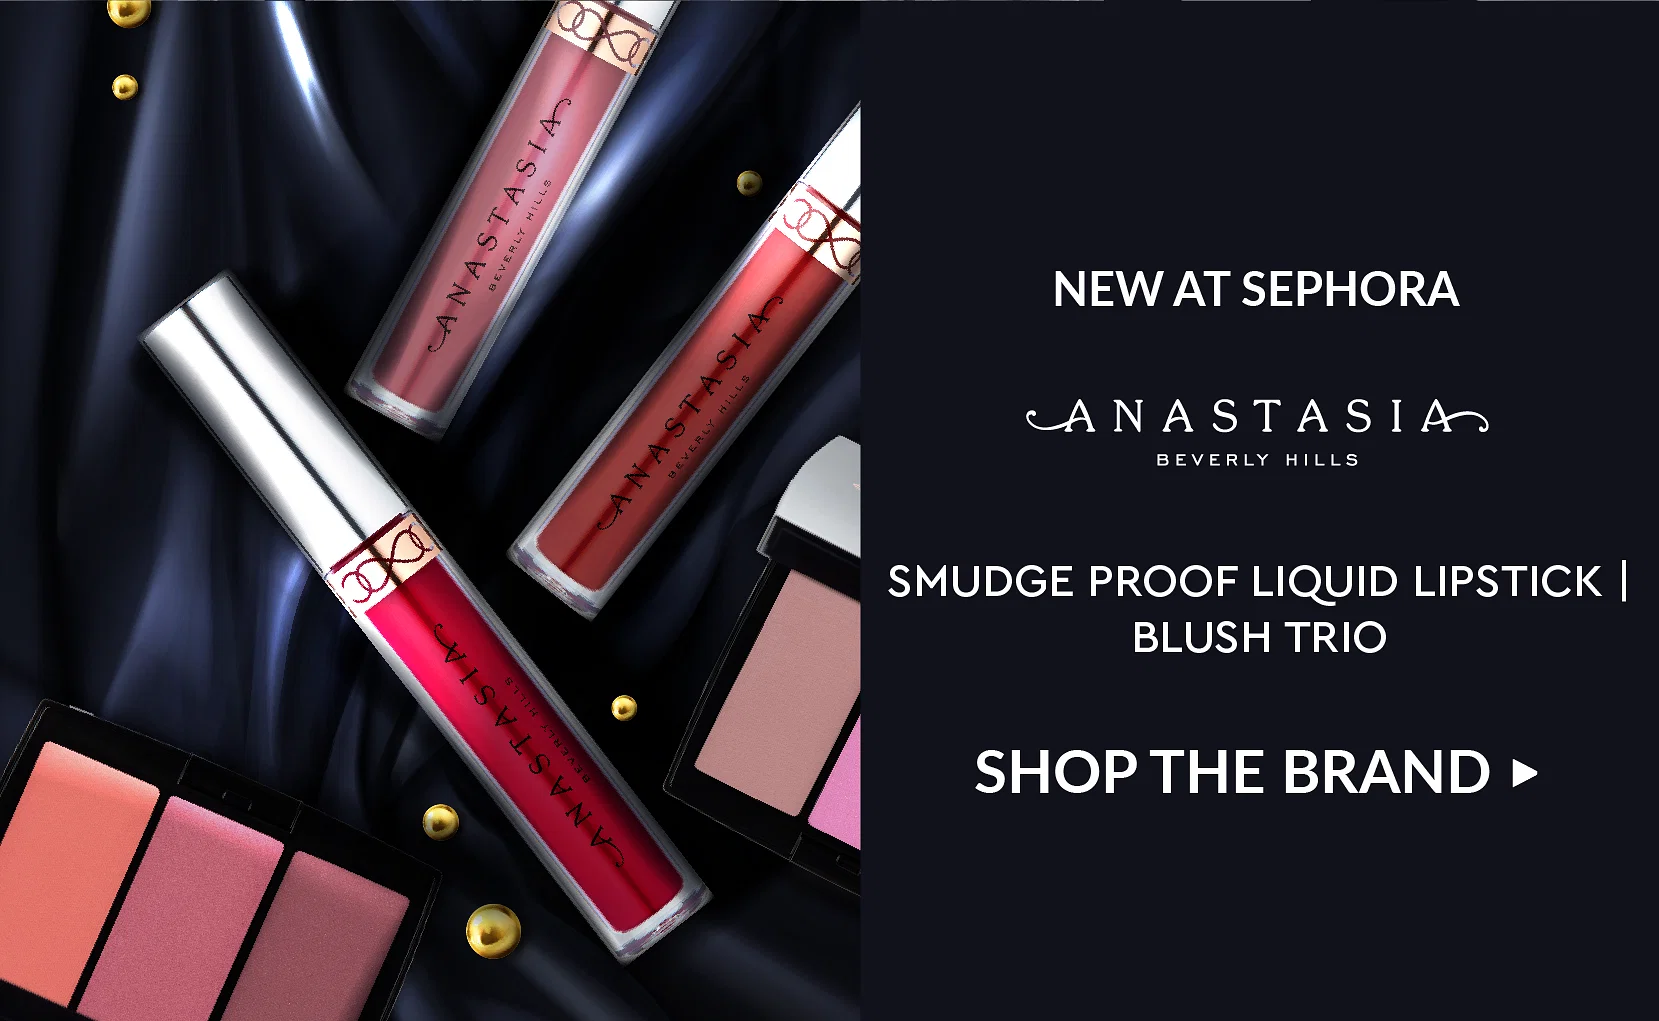 ANASTASIA
BEVERLY HILLS
ANASTASIA
BEVERLY HILLS
ANASTASIA
BEVERLY HILLS
NEW AT SEPHORA
ANASTASIA
BEVERLY HILLS
SMUDGE PROOF LIQUID LIPSTICK |
BLUSH TRIO
SHOP THE BRAND ▶